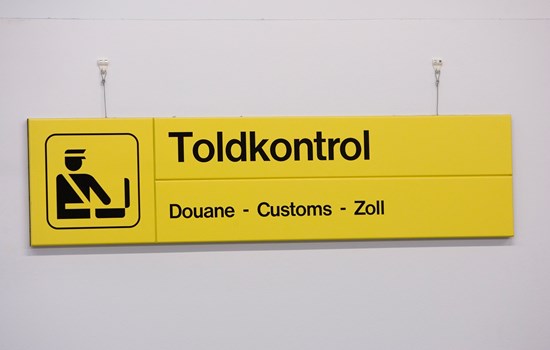 Toldkontrol
Douane - Customs - Zoll